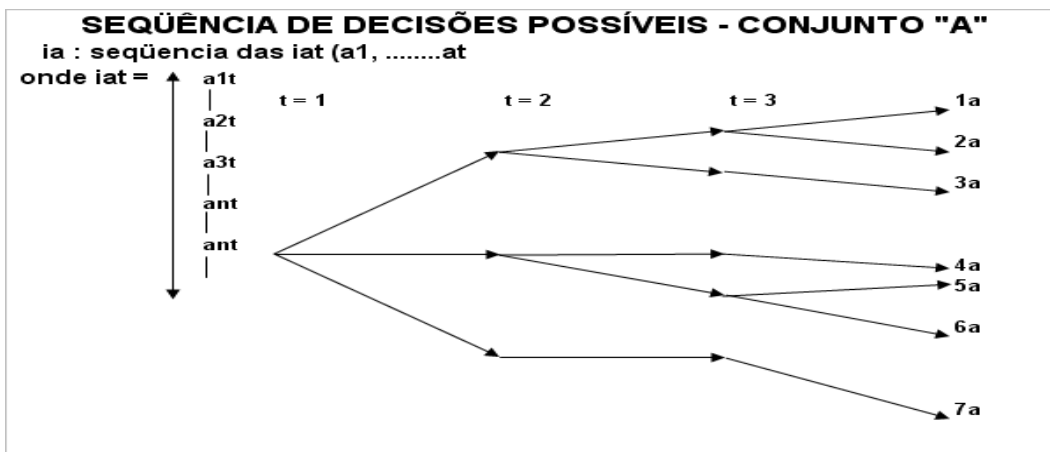 SEQÜÊNCIA DE DECISÕES POSSÍVEIS - CONJUNTO "A"
ia : seqüencia das iat (a1, ........at
onde iat =
a1t
|
a2t
|
a3t
|
ant
|
ant
|
t = 1
t = 2
t = 3
1a
2a
3a
4a
5a
6a
7a